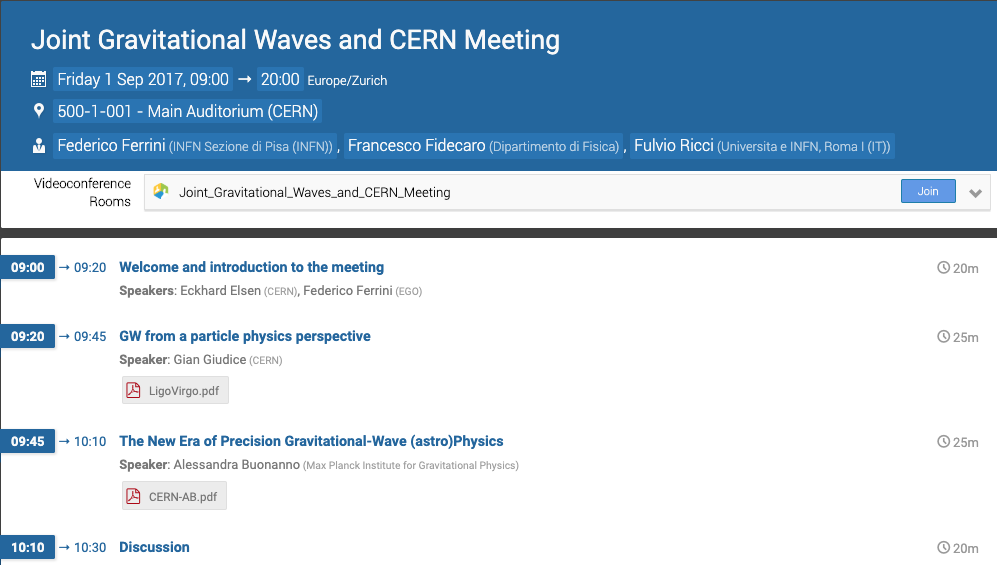 Joint Gravitational Waves and CERN Meeting
Friday 1 Sep 2017, 09:00 → 20:00 Europe/Zurich
500-1-001 - Main Auditorium (CERN)
Federico Ferrini (INFN Sezione di Pisa (INFN)) , Francesco Fidecaro (Dipartimento di Fisica) , Fulvio Ricci (Universita e INFN, Roma I (IT))
Videoconference Rooms
Joint_Gravitational_Waves_and_CERN_Meeting Join
09:00 → 09:20 Welcome and introduction to the meeting 20m
Speakers: Eckhard Elsen (CERN), Federico Ferrini (EGO)
09:20 → 09:45 GW from a particle physics perspective 25m
Speaker: Gian Giudice (CERN)
LigoVirgo.pdf
09:45 → 10:10 The New Era of Precision Gravitational-Wave (astro)Physics 25m
Speaker: Alessandra Buonanno (Max Planck Institute for Gravitational Physics)
CERN-AB.pdf
10:10 → 10:30 Discussion 20m